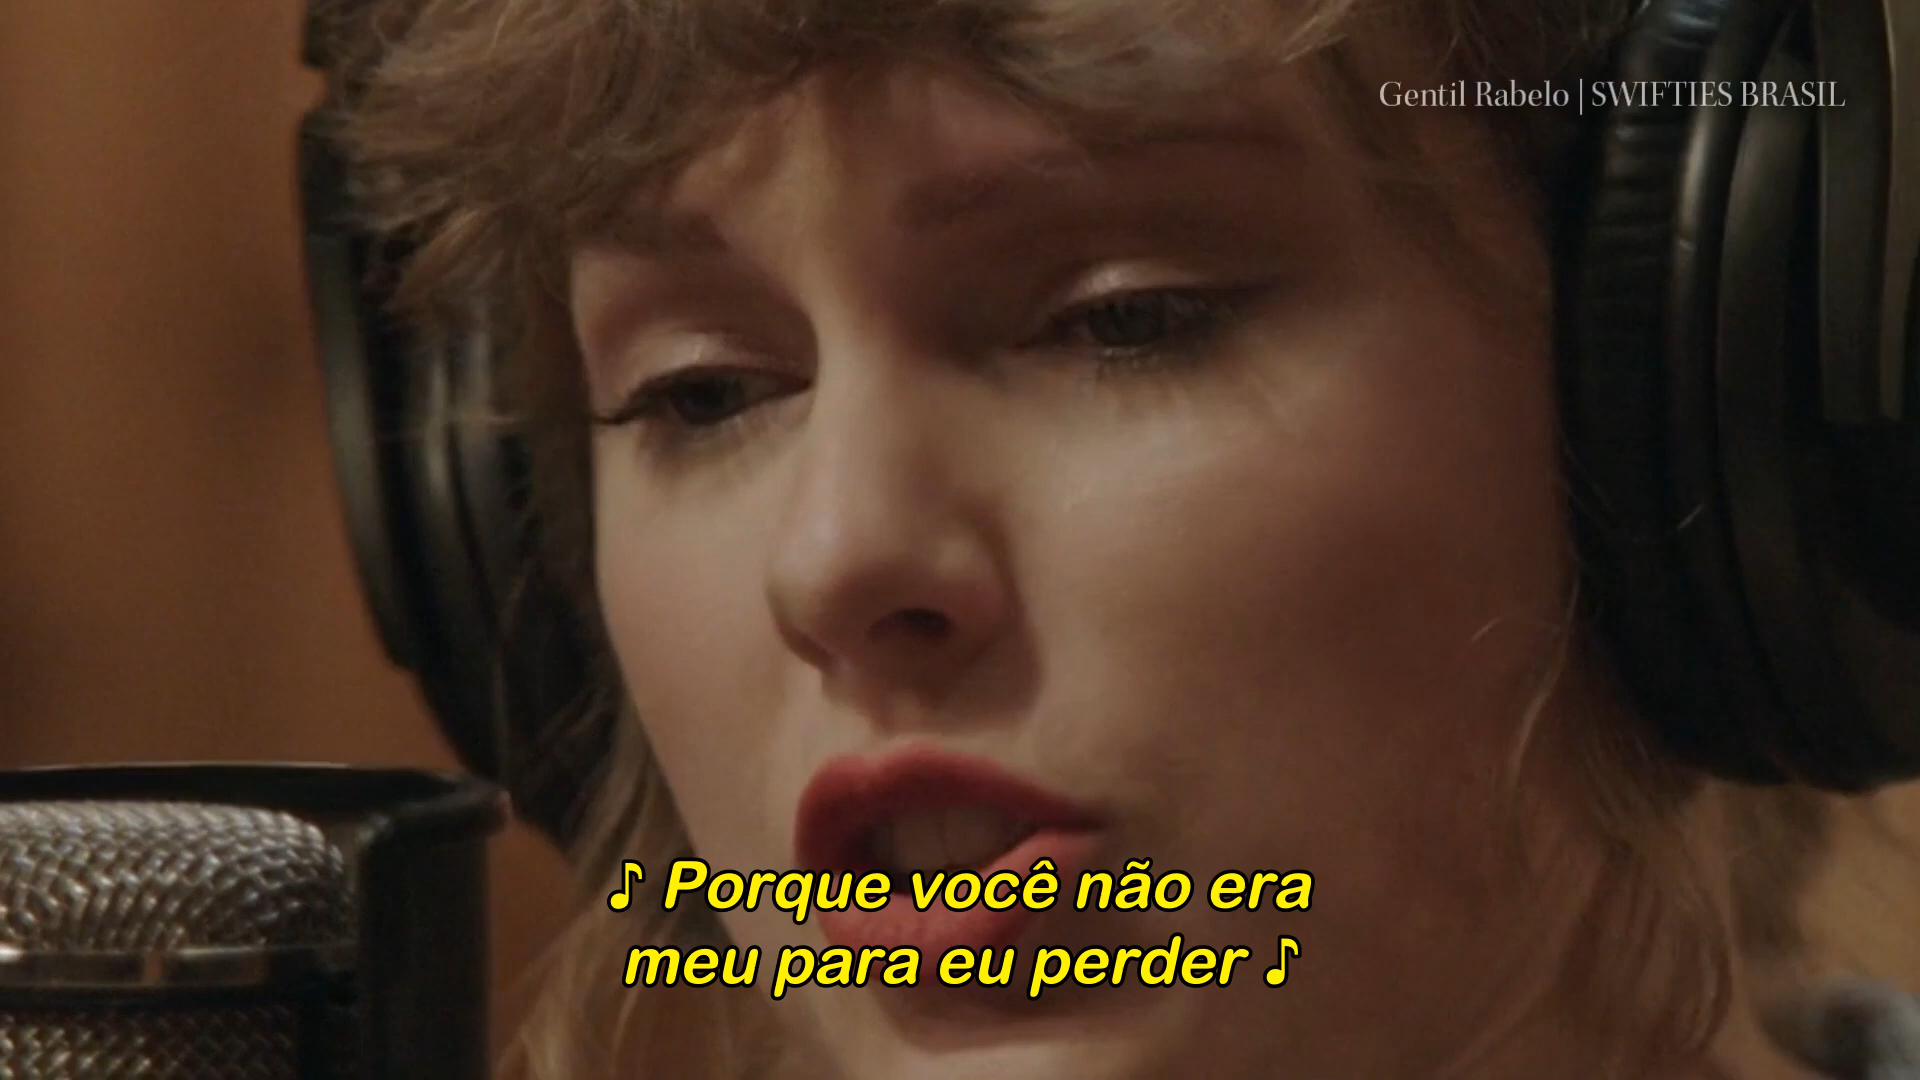 Gentil Rabelo | SWIFTIES BRASIL
♪ Porque você não era
meu para eu perder ♪